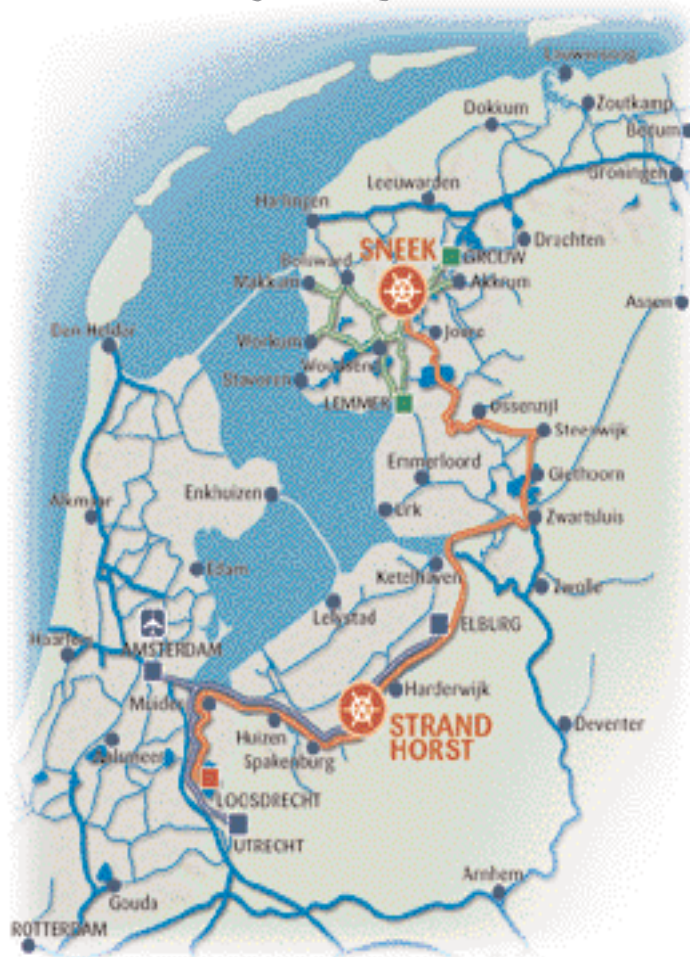 Lauwersoog
Dokkum
Zoutkamp
Bedum
Groningen
Leeuwarden
Harlingen
Drachten
SNEEK
GROUW
Bolsward
Makkum
Akkrum
Assen
Den Helder
Joure
Workum
Woudsend
Stavoren
LEMMER
Ossenzijl
Steenwijk
Emmerloord
Giethoorn
Enkhuizen
Alkmaar
Urk
Zwartsluis
Edam
Ketelhaven
Zwolle
Lelystad
ELBURG
Haarlem
AMSTERDAM
Harderwijk
Muiden
STRAND
HORST
Deventer
Huizen
Aalsmeer
Spakenburg
LOOSDRECHT
UTRECHT
Arnhem
Gouda
ROTTERDAM